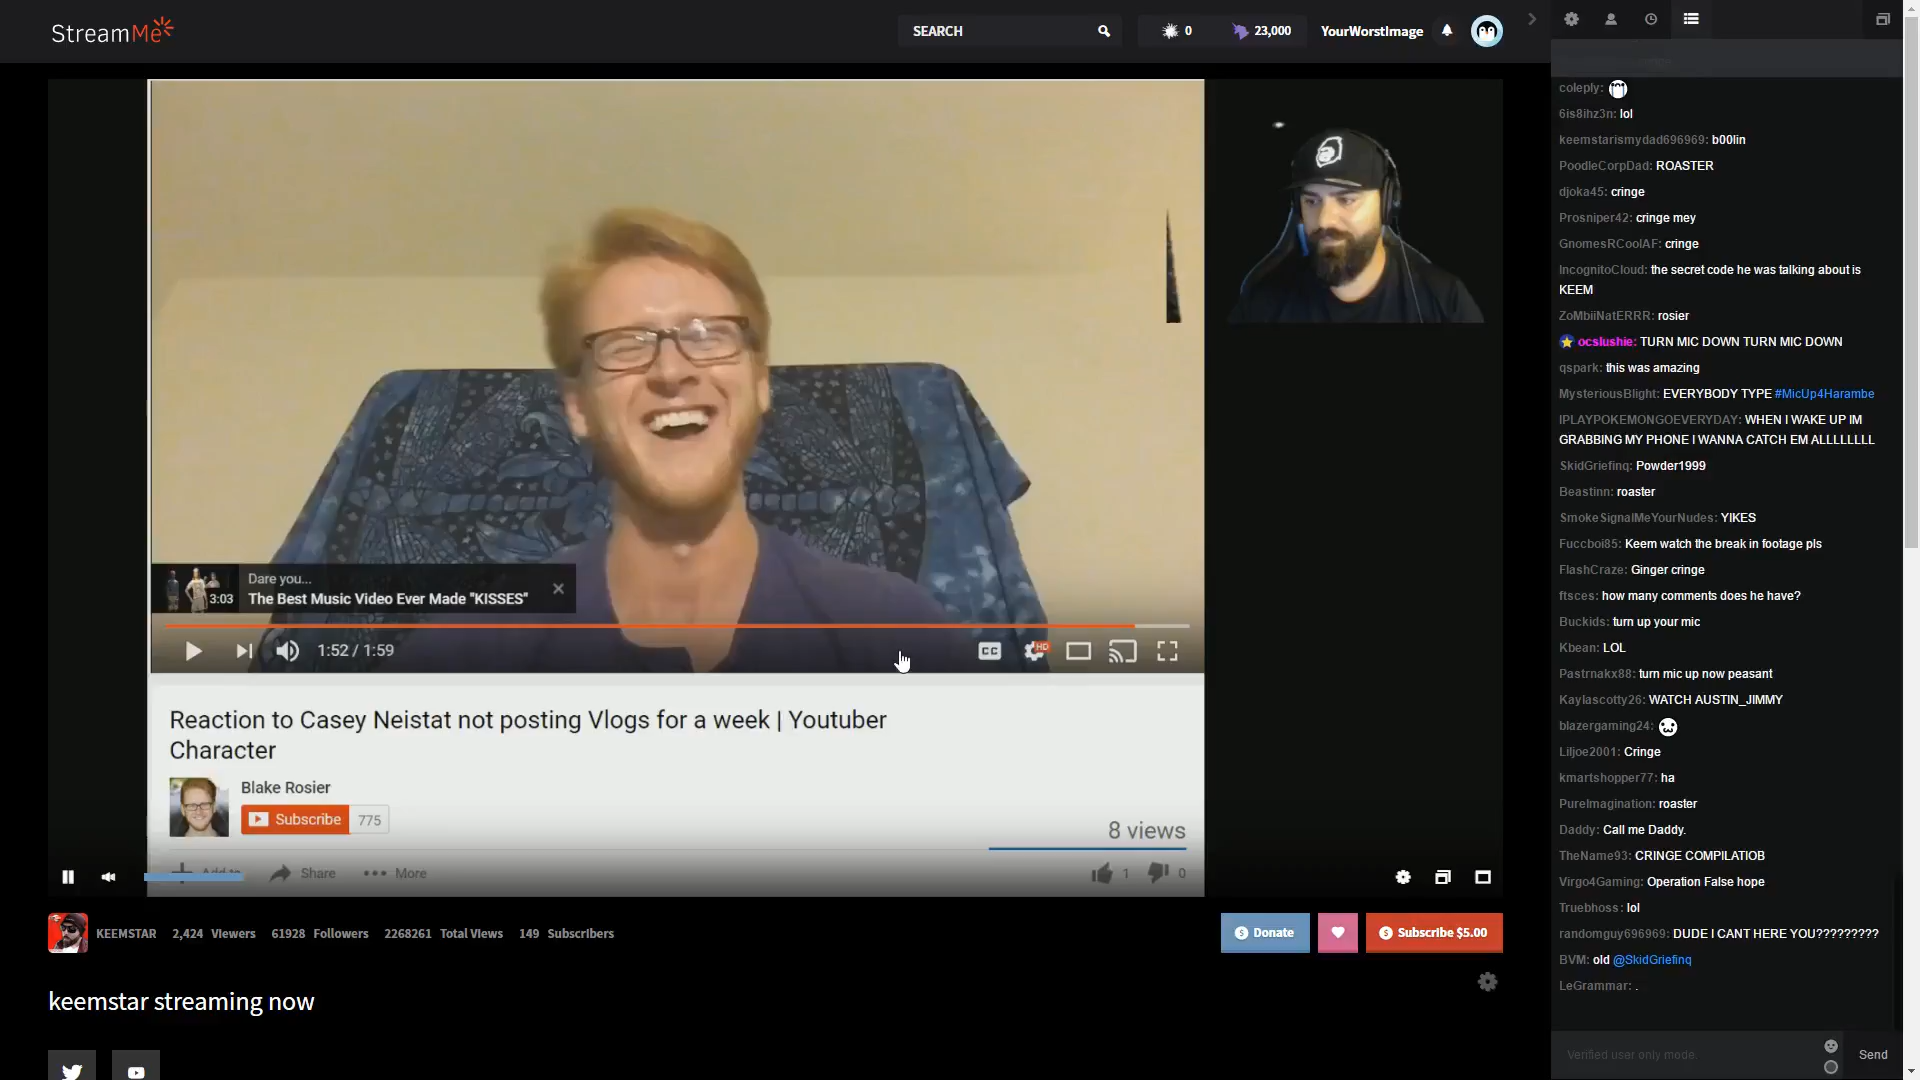 StreamMe
SEARCH
0
23,000
YourWorstImage
coleply:
6is8ihz3n: lol
keemstarismydad696969: b00lin
PoodleCorpDad: ROASTER
djoka45: cringe
Prosniper42: cringe mey
GnomesRCoolAF: cringe
IncognitoCloud: the secret code he was talking about is
KEEM
ZoMbiiNatERRR: rosier
ocslushie: TURN MIC DOWN TURN MIC DOWN
qspark: this was amazing
MysteriousBlight: EVERYBODY TYPE #MicUp4Harambe
IPLAYPOKEMONGOEVERYDAY: WHEN I WAKE UP IM
GRABBING MY PHONE I WANNA CATCH EM ALLLLLLLL
SkidGriefinq: Powder1999
Beastinn: roaster
SmokeSignalMeYourNudes: YIKES
Fuccboi85: Keem watch the break in footage pls
FlashCraze: Ginger cringe
ftsces: how many comments does he have?
Buckids: turn up your mic
Kbean: LOL
Pastrnakx88: turn mic up now peasant
Kaylascotty26: WATCH AUSTIN_JIMMY
blazergaming24:
Liljoe2001: Cringe
kmartshopper77: ha
PureImagination: roaster
Daddy: Call me Daddy.
TheName93: CRINGE COMPILATIOB
Virgo4Gaming: Operation False hope
Truebhoss: lol
randomguy696969: DUDE I CANT HERE YOU?????????
BVM: old @SkidGriefinq
LeGrammar: .
Verified user only mode.
Send
Dare you...
3:03
The Best Music Video Ever Made "KISSES"
1:52 / 1:59
CC
HD
Reaction to Casey Neistat not posting Vlogs for a week | Youtuber
Character
Blake Rosier
Subscribe 775
8 views
Add to
Share
More
1
0
KEEMSTAR 2,424 Viewers 61928 Followers 2268261 Total Views 149 Subscribers
Donate
Subscribe $5.00
keemstar streaming now